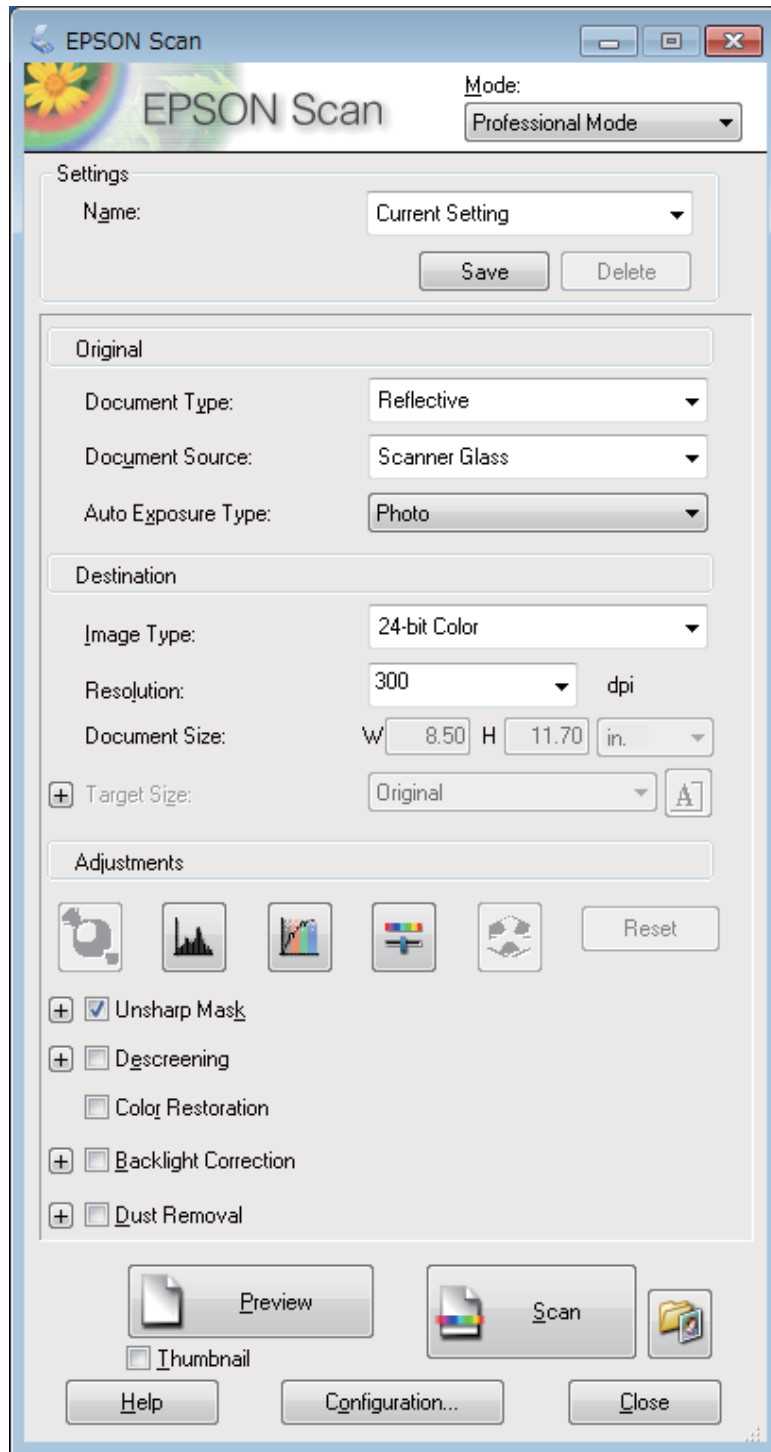 EPSON Scan
EPSON Scan
Mode:
Professional Mode
Settings
Name:
Current Setting
Save
Delete
Original
Document Type:
Reflective
Document Source:
Scanner Glass
Auto Exposure Type:
Photo
Destination
Image Type:
24-bit Color
Resolution:
300
dpi
Document Size:
W 8.50 H 11.70 in.
Target Size:
Original
A
Adjustments
Reset
Unsharp Mask
Descreening
Color Restoration
Backlight Correction
Dust Removal
Preview
Scan
Thumbnail
Help
Configuration...
Close